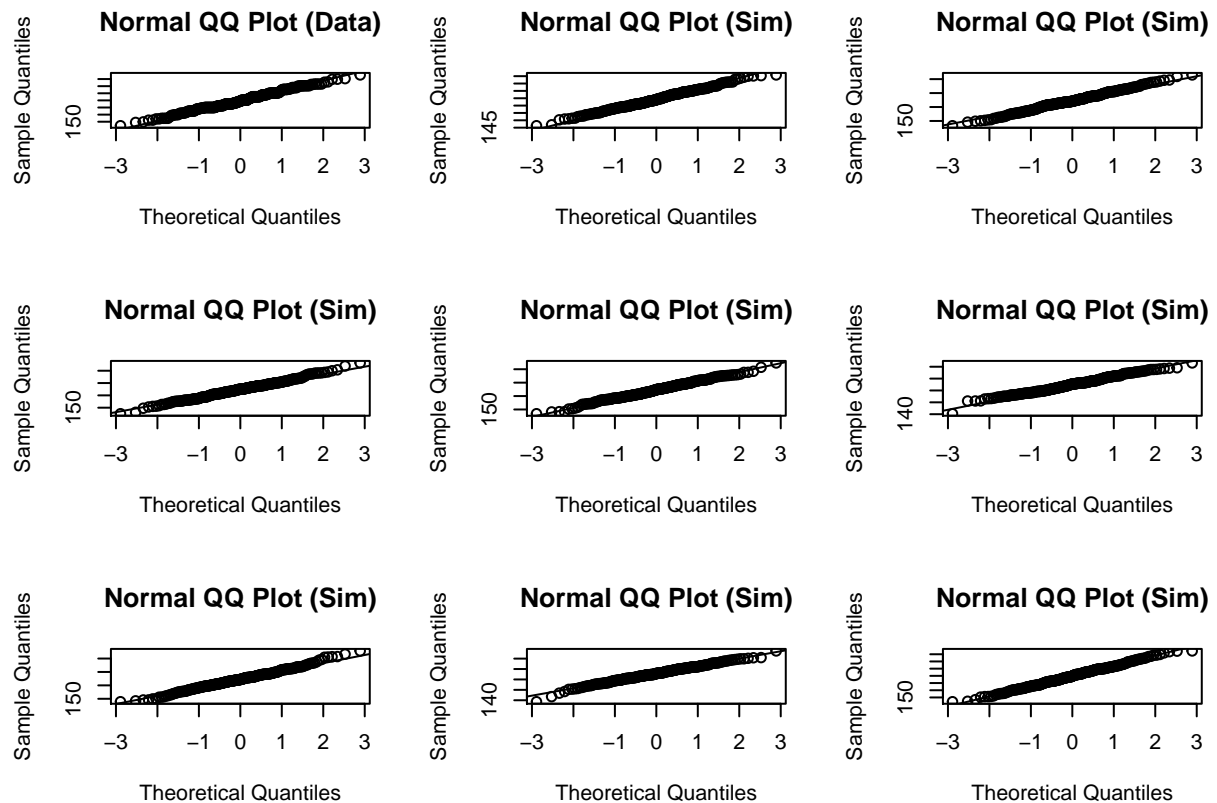 Normal QQ Plot (Data)
Sample Quantiles
150
−3 −1 0 1 2 3
Theoretical Quantiles
Normal QQ Plot (Sim)
Sample Quantiles
145
−3 −1 0 1 2 3
Theoretical Quantiles
Normal QQ Plot (Sim)
Sample Quantiles
150
−3 −1 0 1 2 3
Theoretical Quantiles
Normal QQ Plot (Sim)
Sample Quantiles
150
−3 −1 0 1 2 3
Theoretical Quantiles
Normal QQ Plot (Sim)
Sample Quantiles
150
−3 −1 0 1 2 3
Theoretical Quantiles
Normal QQ Plot (Sim)
Sample Quantiles
140
−3 −1 0 1 2 3
Theoretical Quantiles
Normal QQ Plot (Sim)
Sample Quantiles
150
−3 −1 0 1 2 3
Theoretical Quantiles
Normal QQ Plot (Sim)
Sample Quantiles
140
−3 −1 0 1 2 3
Theoretical Quantiles
Normal QQ Plot (Sim)
Sample Quantiles
150
−3 −1 0 1 2 3
Theoretical Quantiles